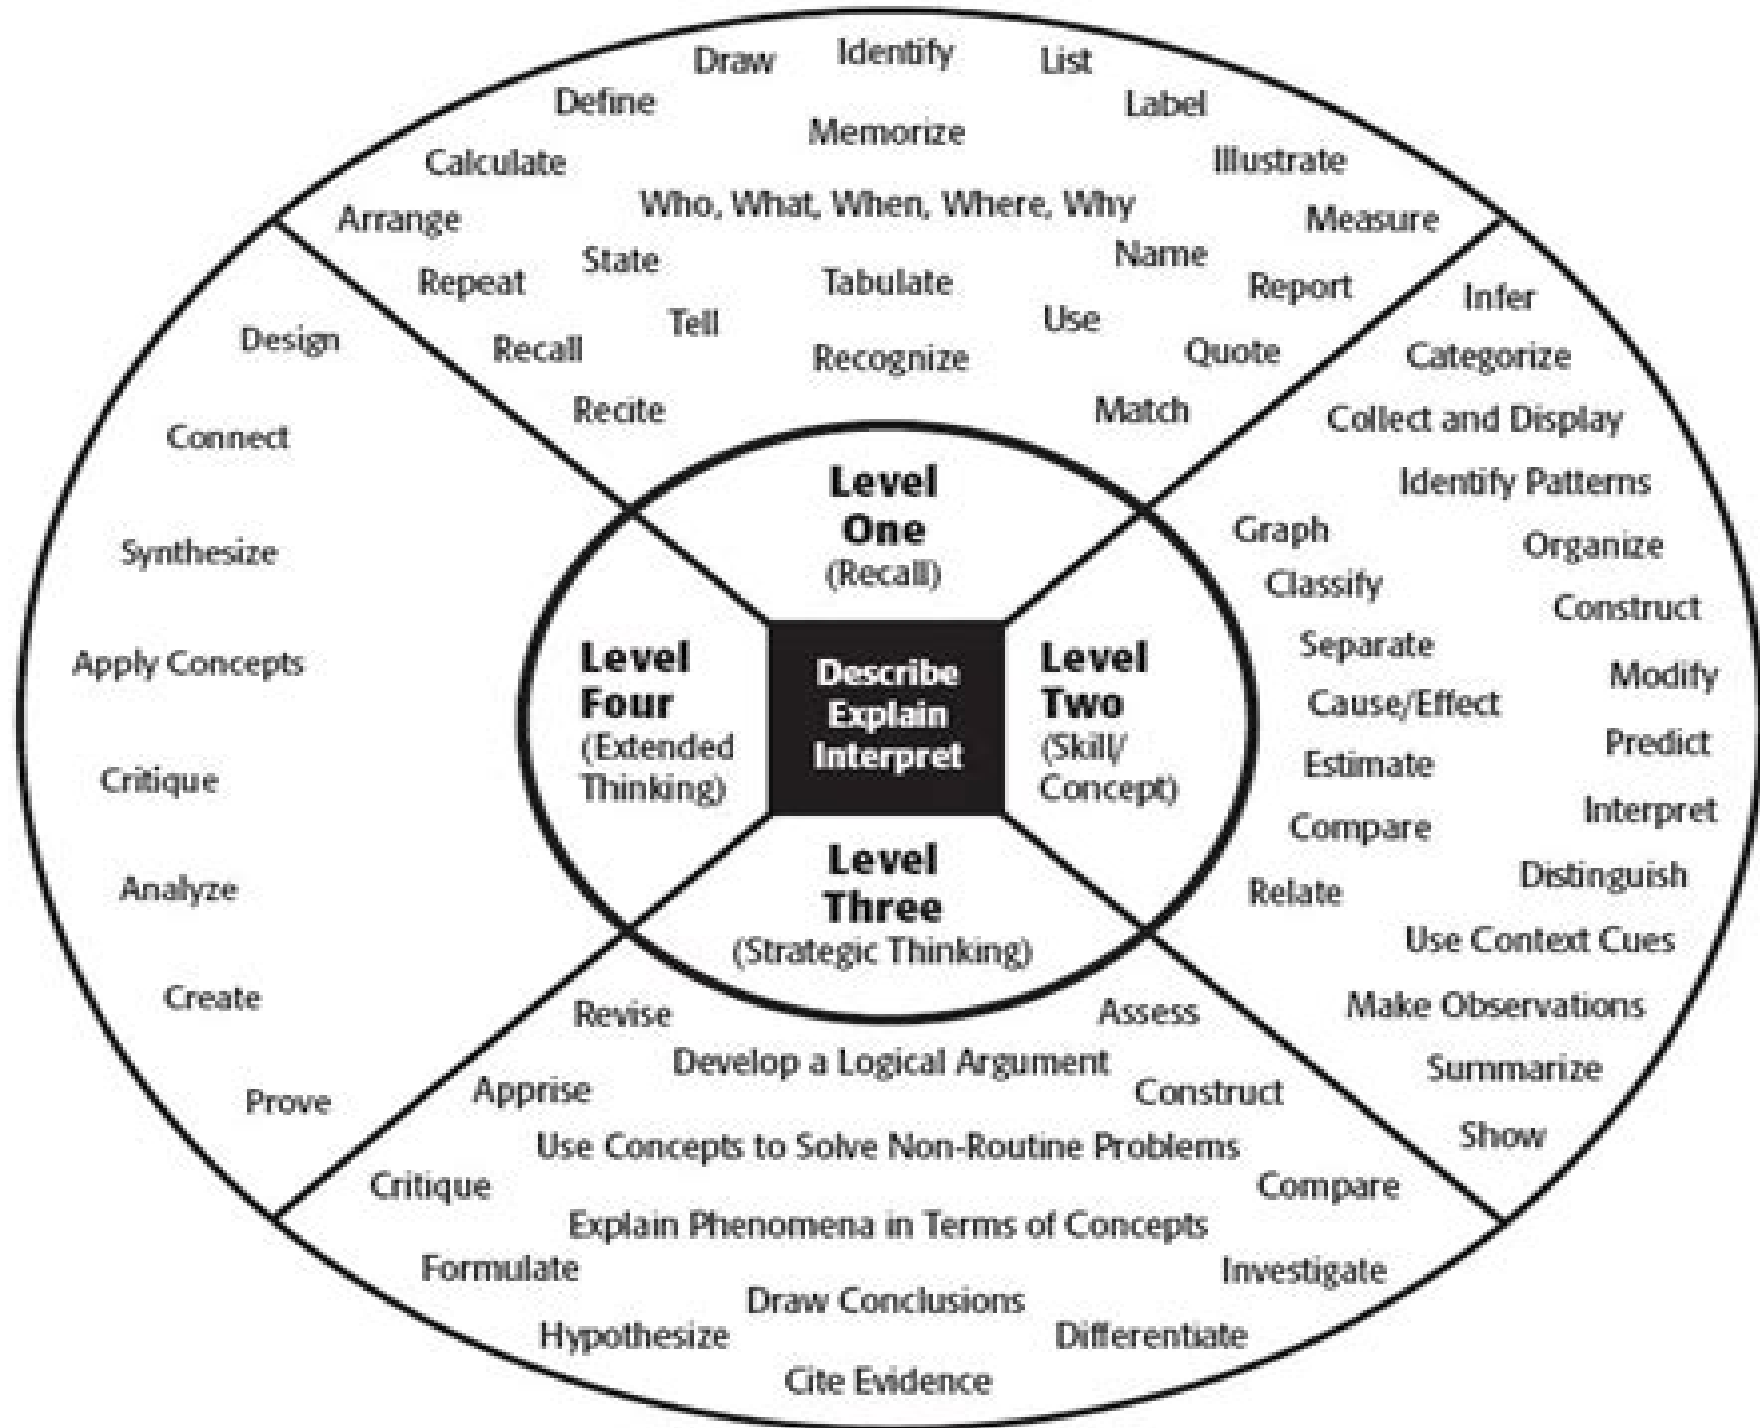 Draw
Identify
List
Define
Label
Memorize
Calculate
Illustrate
Who, What, When, Where, Why
Arrange
Measure
State
Name
Repeat
Tabulate
Report
Tell
Use
Recall
Recognize
Quote
Recite
Match
Level
One
(Recall)
Infer
Categorize
Collect and Display
Identify Patterns
Graph
Organize
Classify
Construct
Separate
Modify
Cause/Effect
Predict
Estimate
Interpret
Compare
Distinguish
Relate
Use Context Cues
Make Observations
Summarize
Show
Level
Two
(Skill/
Concept)
Describe
Explain
Interpret
Level
Four
(Extended
Thinking)
Design
Connect
Synthesize
Apply Concepts
Critique
Analyze
Create
Prove
Level
Three
(Strategic Thinking)
Revise
Assess
Develop a Logical Argument
Apprise
Construct
Use Concepts to Solve Non-Routine Problems
Critique
Compare
Explain Phenomena in Terms of Concepts
Formulate
Investigate
Draw Conclusions
Hypothesize
Differentiate
Cite Evidence